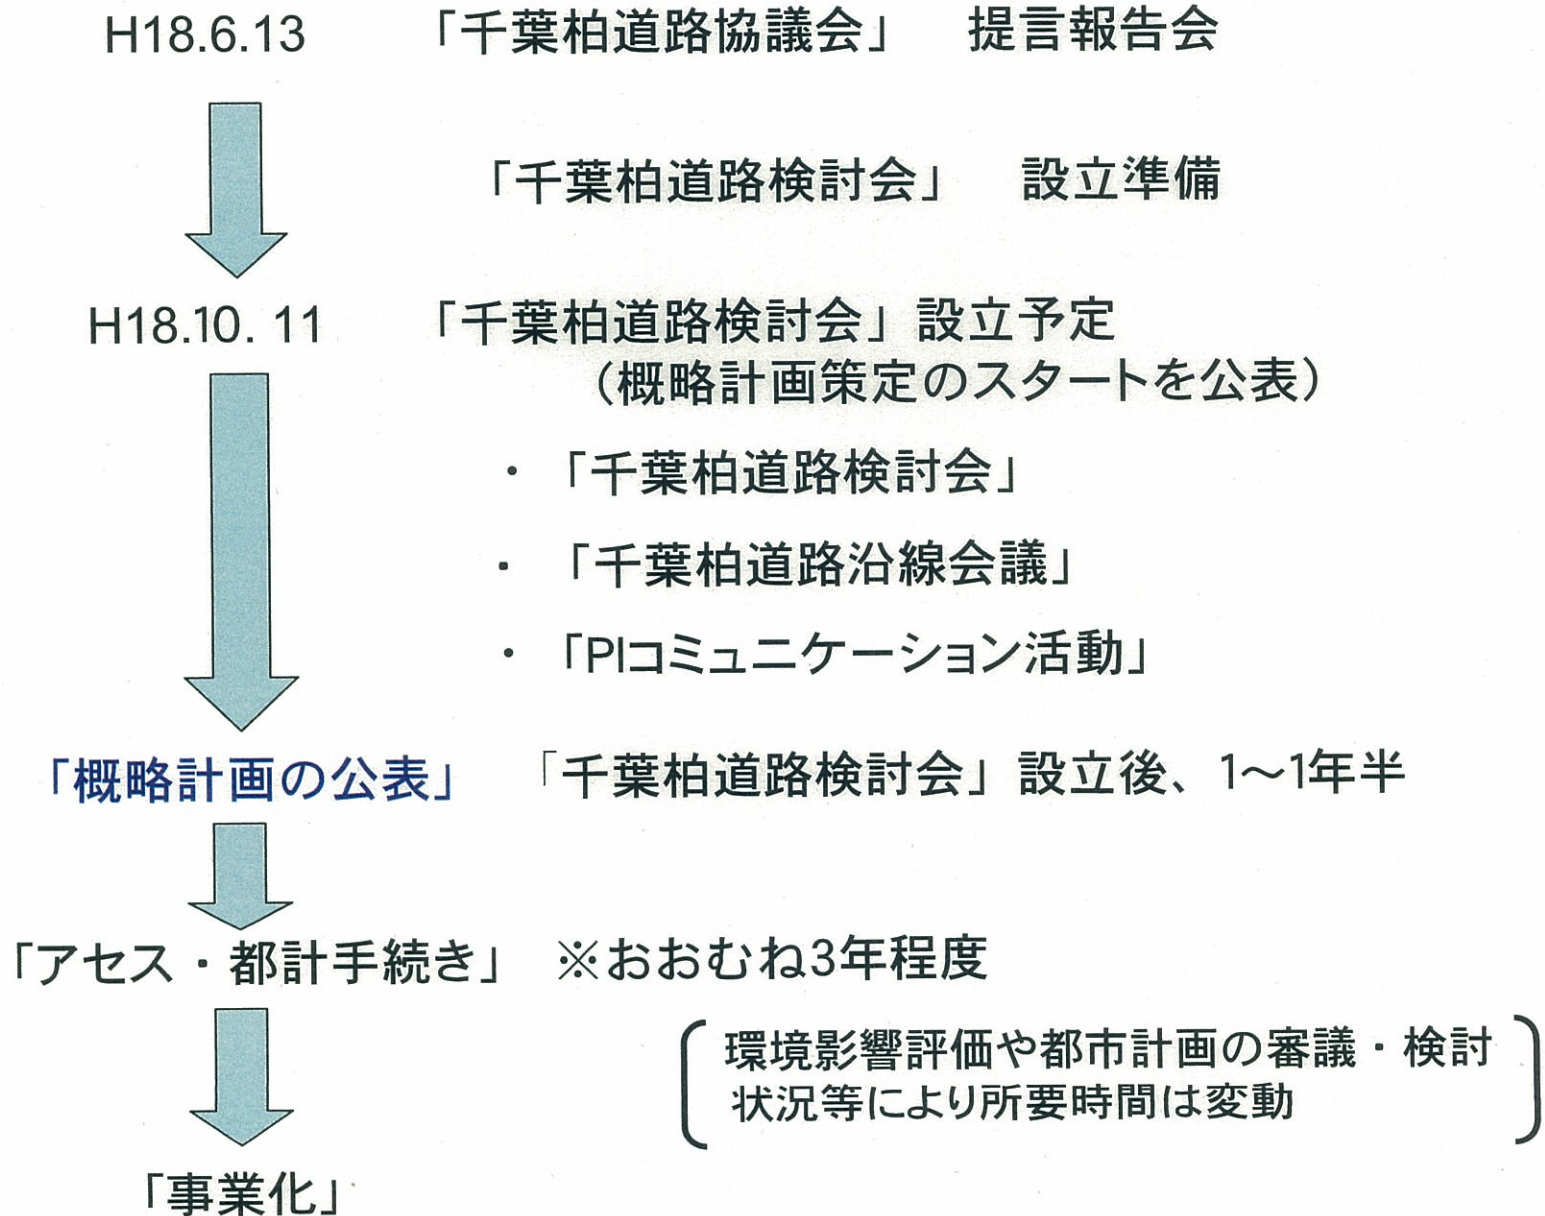 H18.6.13 「千葉柏道路協議会」 提言報告会
「千葉柏道路検討会」 設立準備
H18.10. 11 「千葉柏道路検討会」設立予定
（概略計画策定のスタートを公表）
・「千葉柏道路検討会」
・「千葉柏道路沿線会議」
・「PIコミュニケーション活動」
「概略計画の公表」 「千葉柏道路検討会」設立後、1～1年半
「アセス・都計手続き」 ※おおむね3年程度
環境影響評価や都市計画の審議・検討
状況等により所要時間は変動
「事業化」